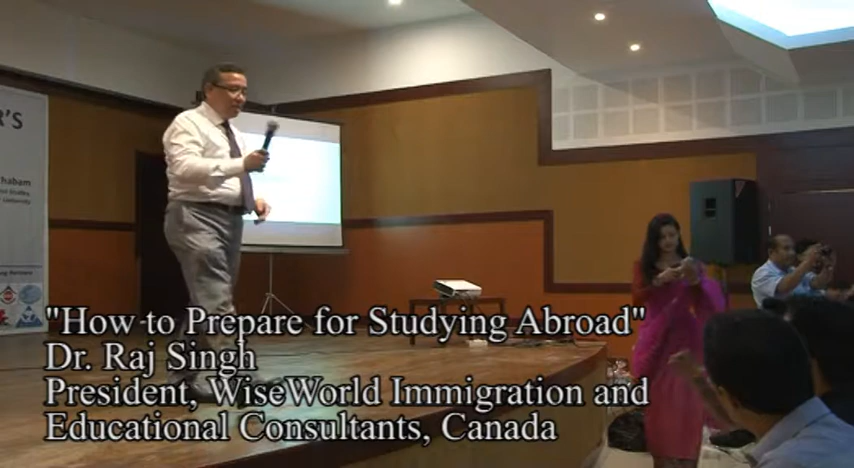 R'S
"How to Prepare for Studying Abroad"
Dr. Raj Singh
President, WiseWorld Immigration and
Educational Consultants, Canada